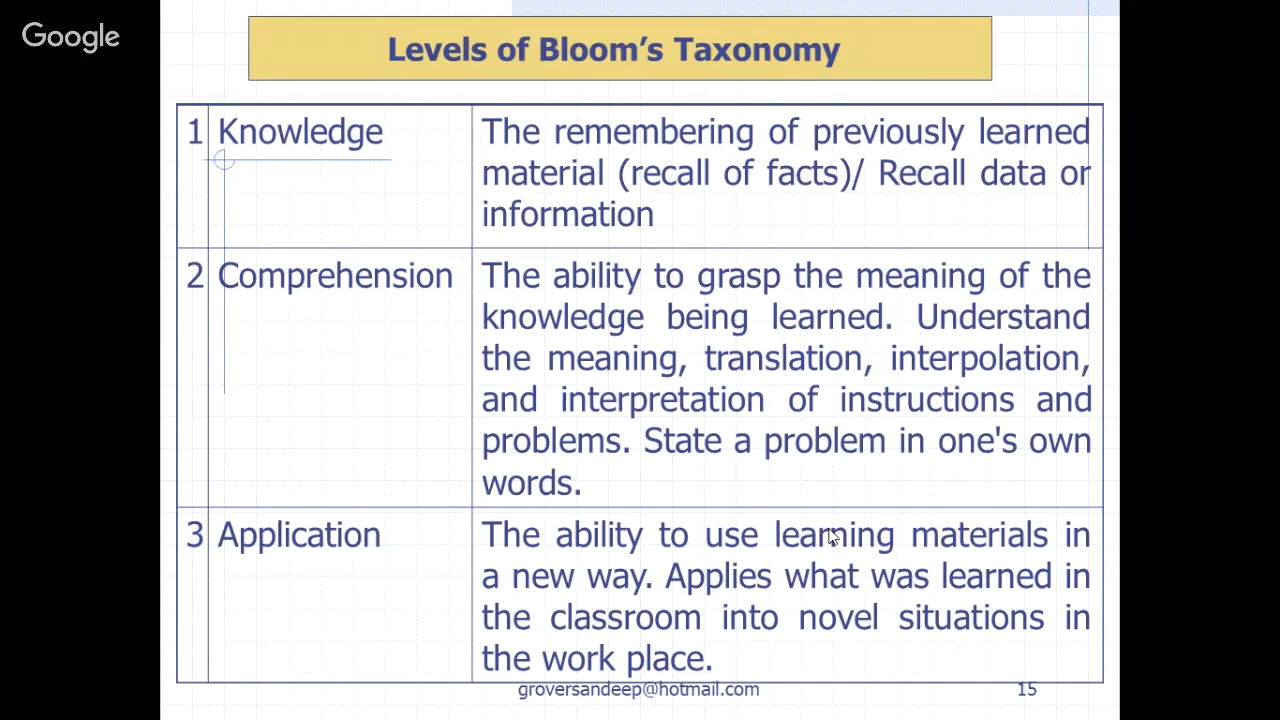 Google
Levels of Bloom's Taxonomy
1 Knowledge
The remembering of previously learned
material (recall of facts)/ Recall data or
information
2 Comprehension
The ability to grasp the meaning of the
knowledge being learned. Understand
the meaning, translation, interpolation,
and interpretation of instructions and
problems. State a problem in one's own
words.
3 Application
The ability to use learning materials in
a new way. Applies what was learned in
the classroom into novel situations in
the work place.
groversandeep@hotmail.com
15